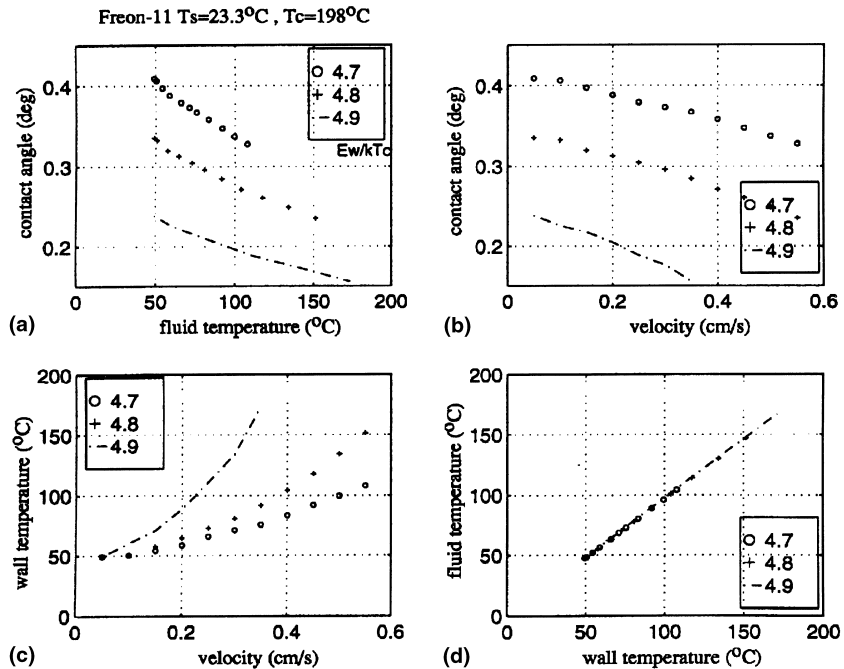 Freon-11 Ts=23.3°C , Tc=198°C
contact angle (deg)
0.4
0.3
0.2
4.7
4.8
4.9
Ew/kTc
0 50 100 150 200
(a)
fluid temperature (°C)
contact angle (deg)
0.4
0.3
0.2
4.7
4.8
4.9
0 0.2 0.4 0.6
(b)
velocity (cm/s)
wall temperature (°C)
200
150
100
50
0
4.7
4.8
4.9
0 0.2 0.4 0.6
(c)
velocity (cm/s)
fluid temperature (°C)
200
150
100
50
0
4.7
4.8
4.9
0 50 100 150 200
(d)
wall temperature (°C)